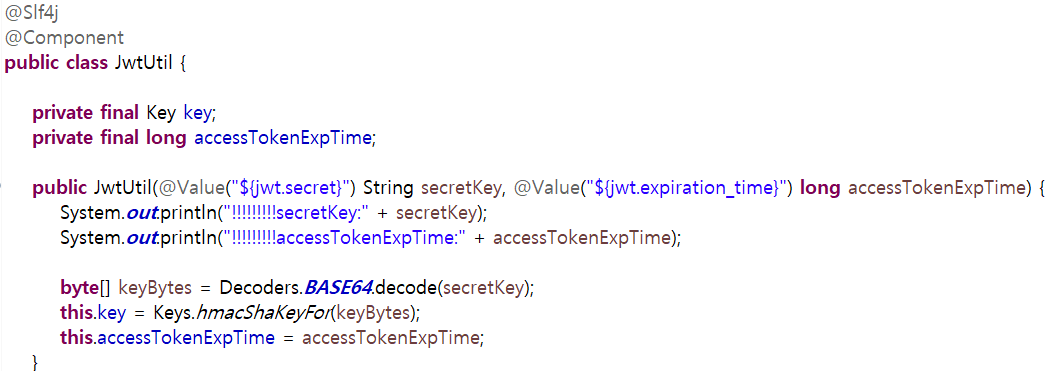 @Slf4j
@Component
public class JwtUtil {
private final Key key;
private final long accessTokenExpTime;
public JwtUtil(@Value("${jwt.secret}") String secretKey, @Value("${jwt.expiration_time}") long accessTokenExpTime) {
System.out.println("!!!!!!!!!secretKey:" + secretKey);
System.out.println("!!!!!!!!!accessTokenExpTime:" + accessTokenExpTime);
byte[] keyBytes = Decoders.BASE64.decode(secretKey);
this.key = Keys.hmacShaKeyFor(keyBytes);
this.accessTokenExpTime = accessTokenExpTime;
}